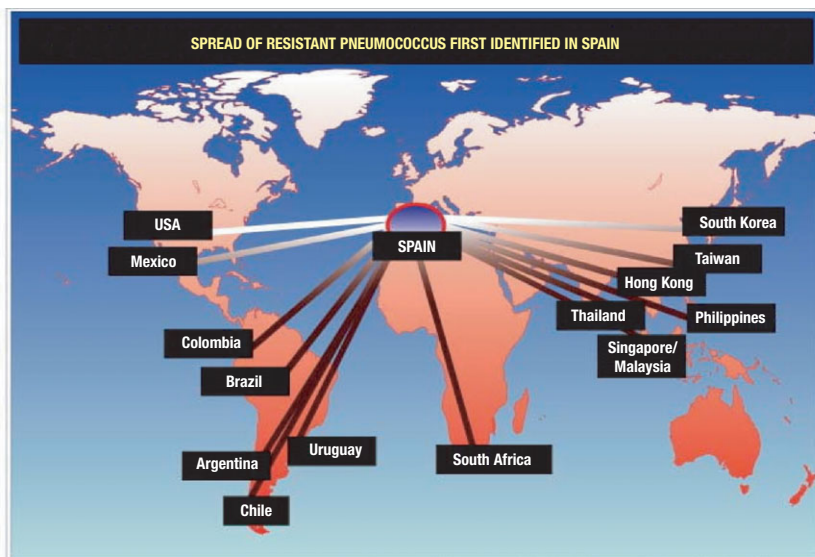 SPREAD OF RESISTANT PNEUMOCOCCUS FIRST IDENTIFIED IN SPAIN
USA
Mexico
SPAIN
South Korea
Taiwan
Hong Kong
Thailand
Philippines
Singapore/
Malaysia
Colombia
Brazil
Argentina
Uruguay
Chile
South Africa